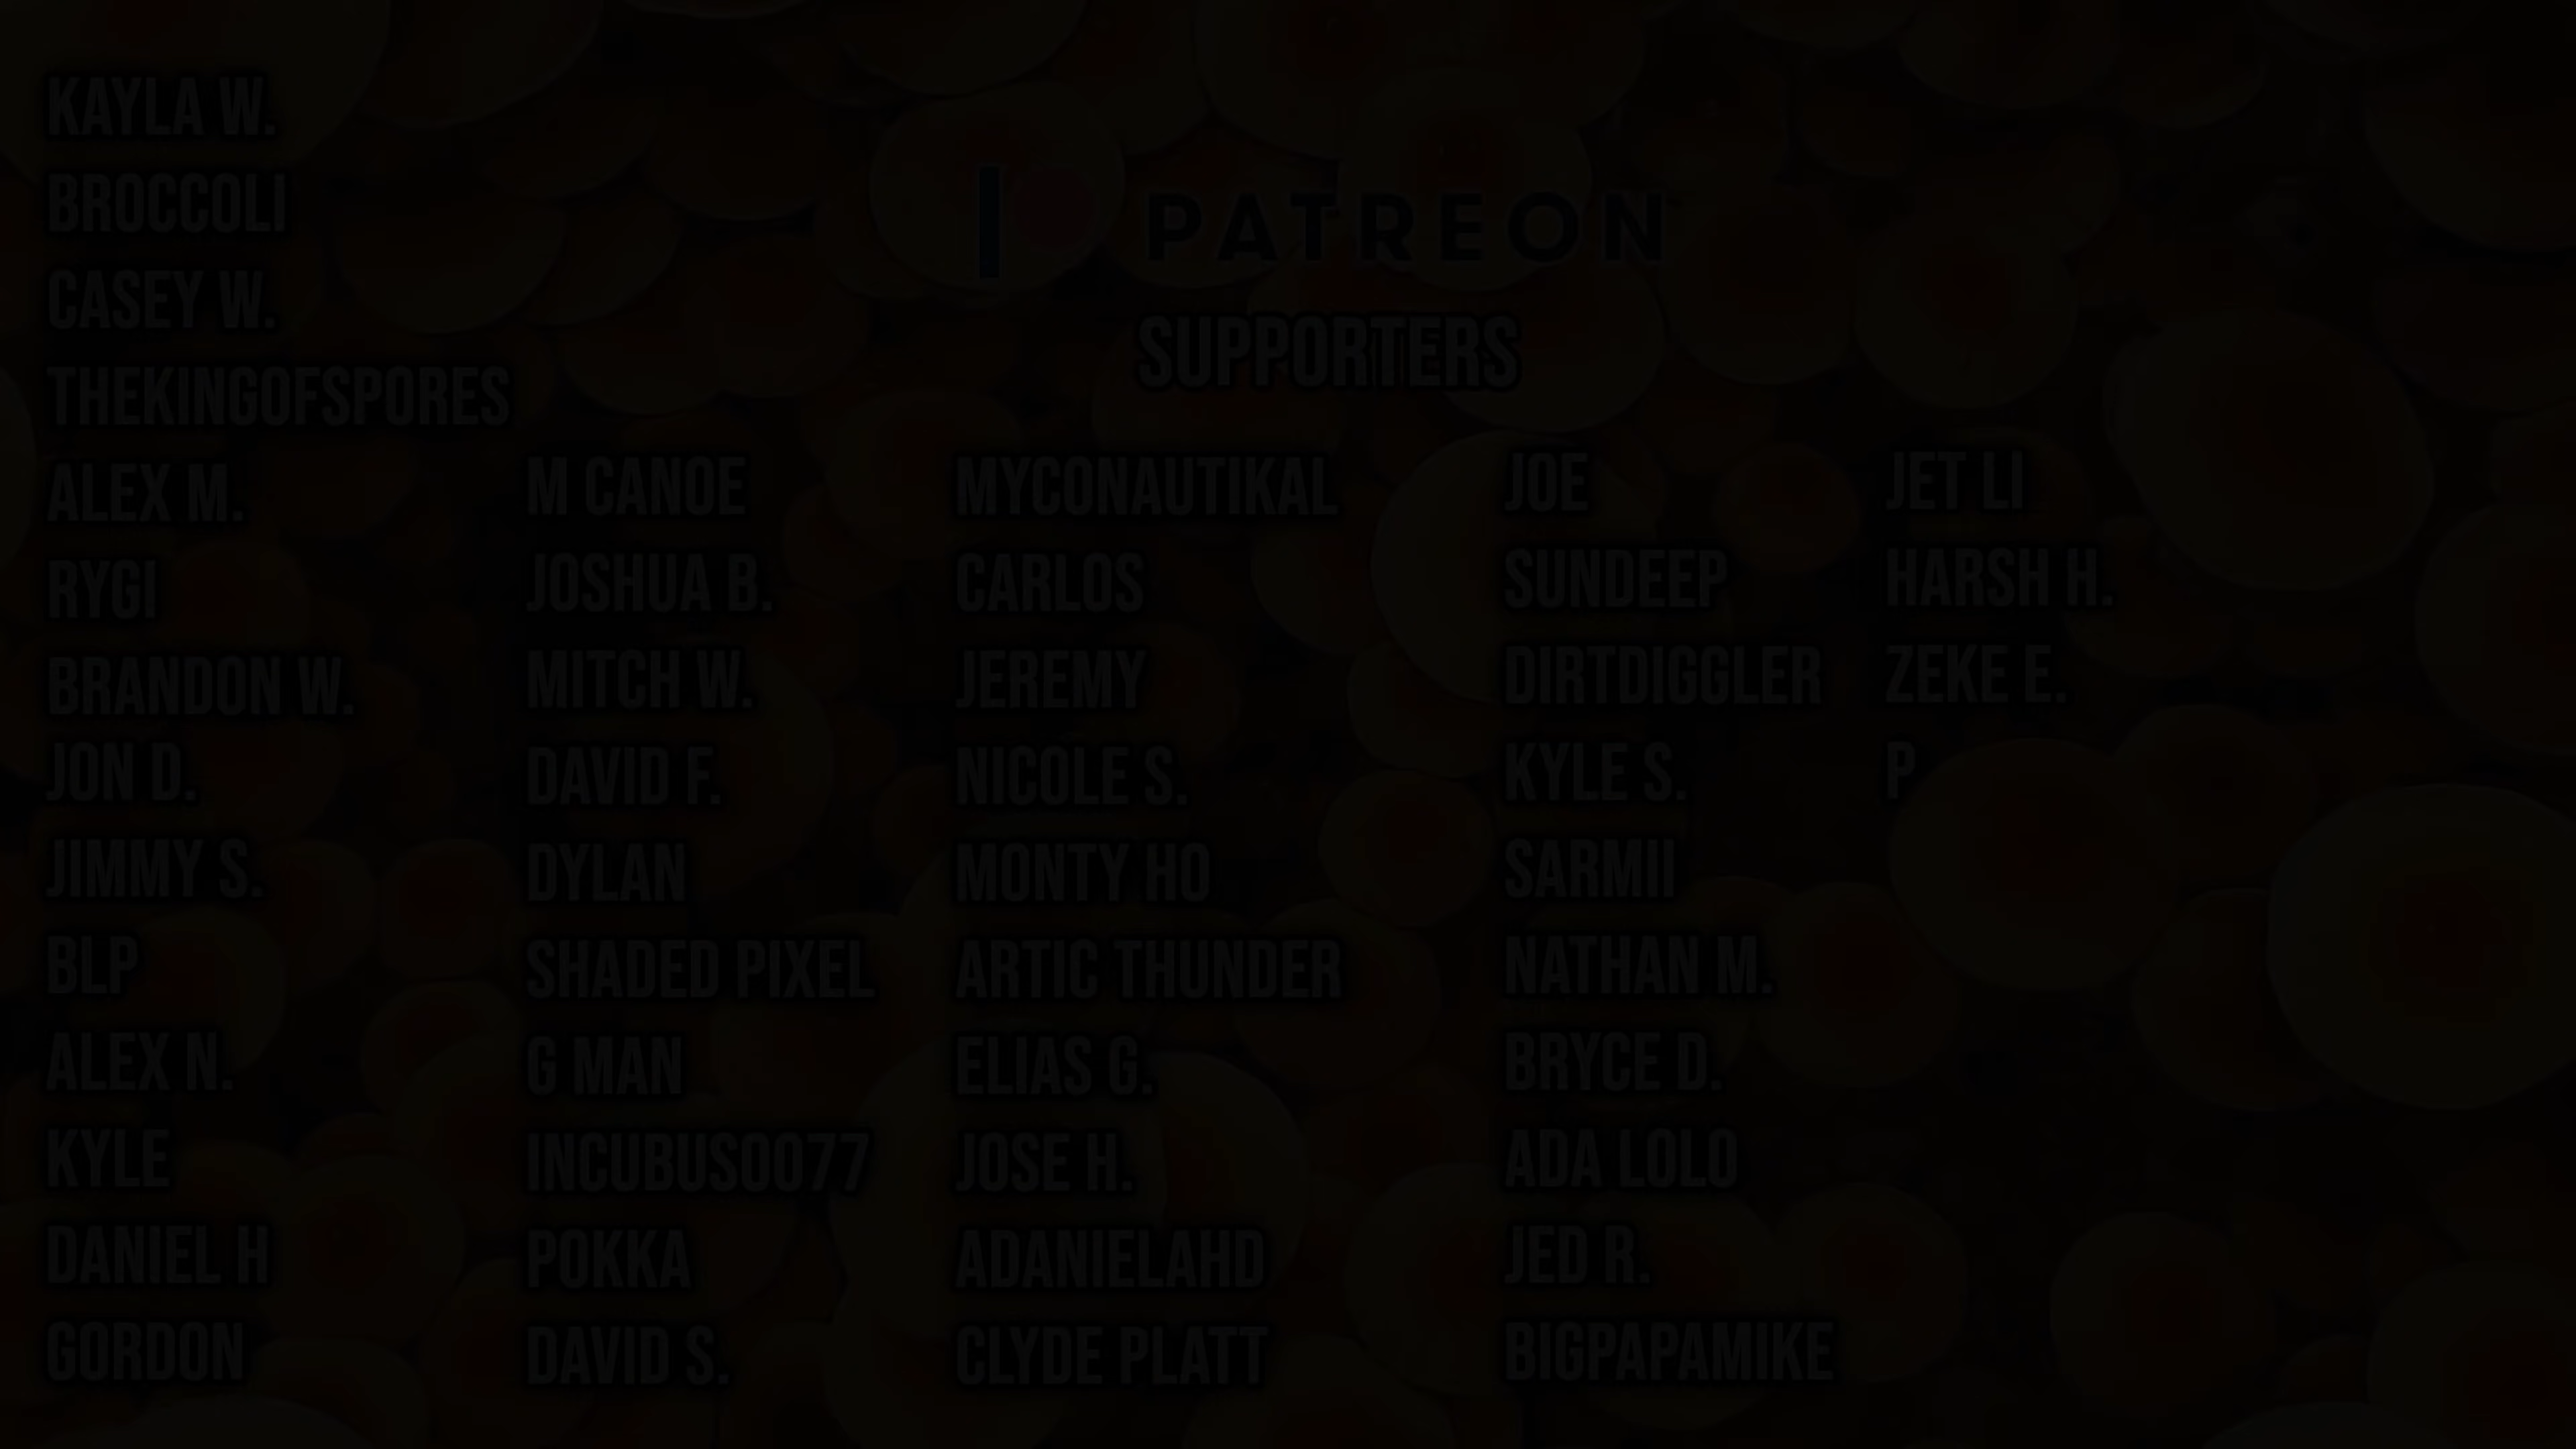 PATREON
SUPPORTERS
KAYLA W.
BROCCOLI
CASEY W.
THEKINGOFSPORES
ALEX M.
RYGI
BRANDON W.
JON D.
JIMMY S.
BLP
ALEX N.
KYLE
DANIEL H
GORDON
M CANOE
JOSHUA B.
MITCH W.
DAVID F.
DYLAN
SHADED PIXEL
G MAN
INCUBUS0077
POKKA
DAVID S.
MYCONAUTIKAL
CARLOS
JEREMY
NICOLE S.
MONTY HO
ARTIC THUNDER
ELIAS G.
JOSE H.
ADANIELAHD
CLYDE PLATT
JOE
SUNDEEP
DIRTDIGGLER
KYLE S.
SARMII
NATHAN M.
BRYCE D.
ADA LOLO
JED R.
BIGPAPAMIKE
JET LI
HARSH H.
ZEKE E.
P